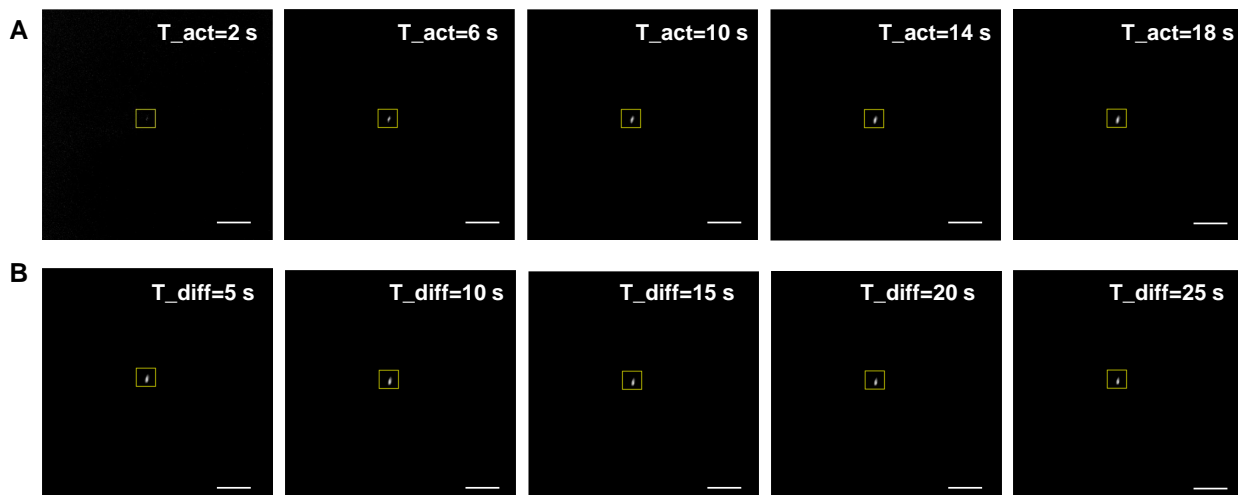 A
T_act=2 s
T_act=6 s
T_act=10 s
T_act=14 s
T_act=18 s
B
T_diff=5 s
T_diff=10 s
T_diff=15 s
T_diff=20 s
T_diff=25 s